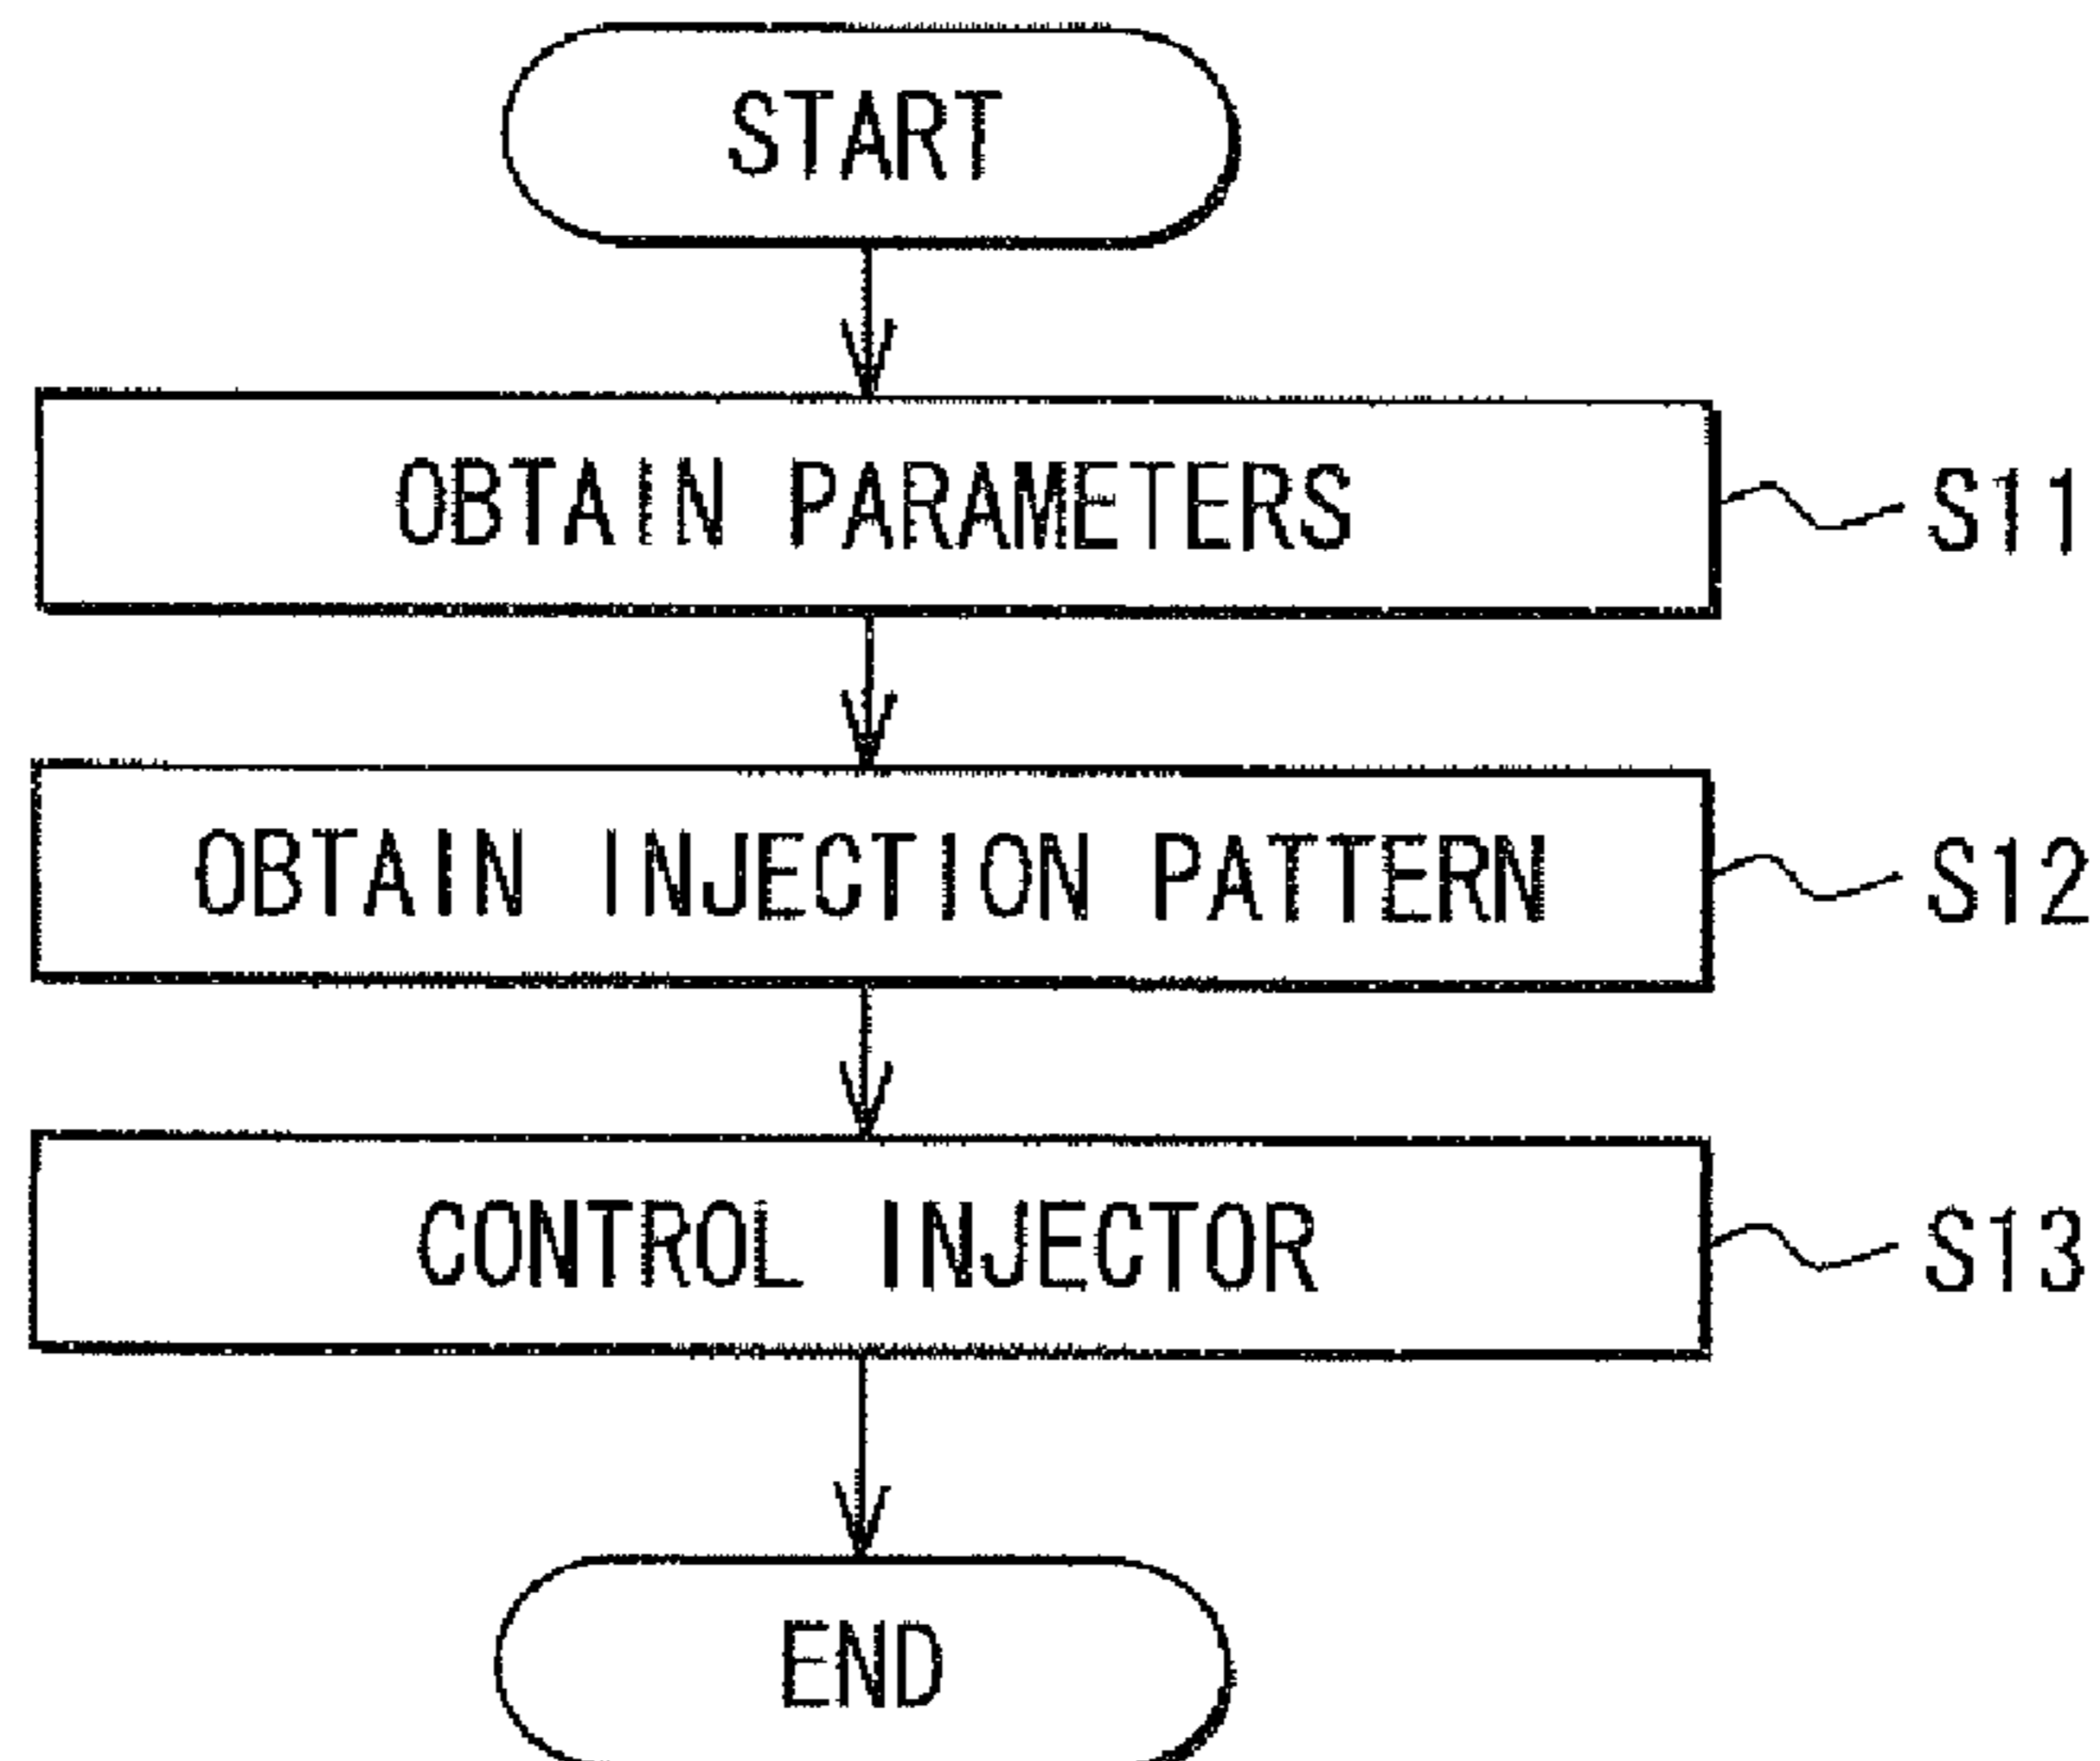 START
OBTAIN PARAMETERS
S11
OBTAIN INJECTION PATTERN
S12
CONTROL INJECTOR
S13
END